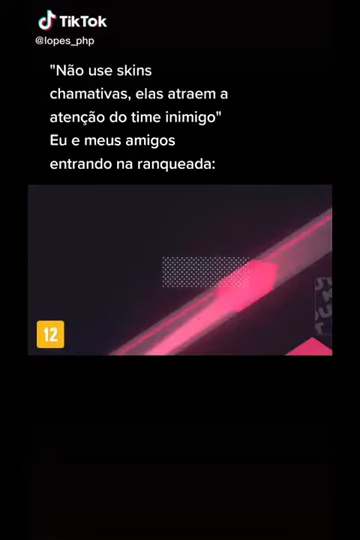 TikTok
@lopes_php
"Não use skins
chamativas, elas atraem a
atenção do time inimigo"
Eu e meus amigos
entrando na ranqueada:
12